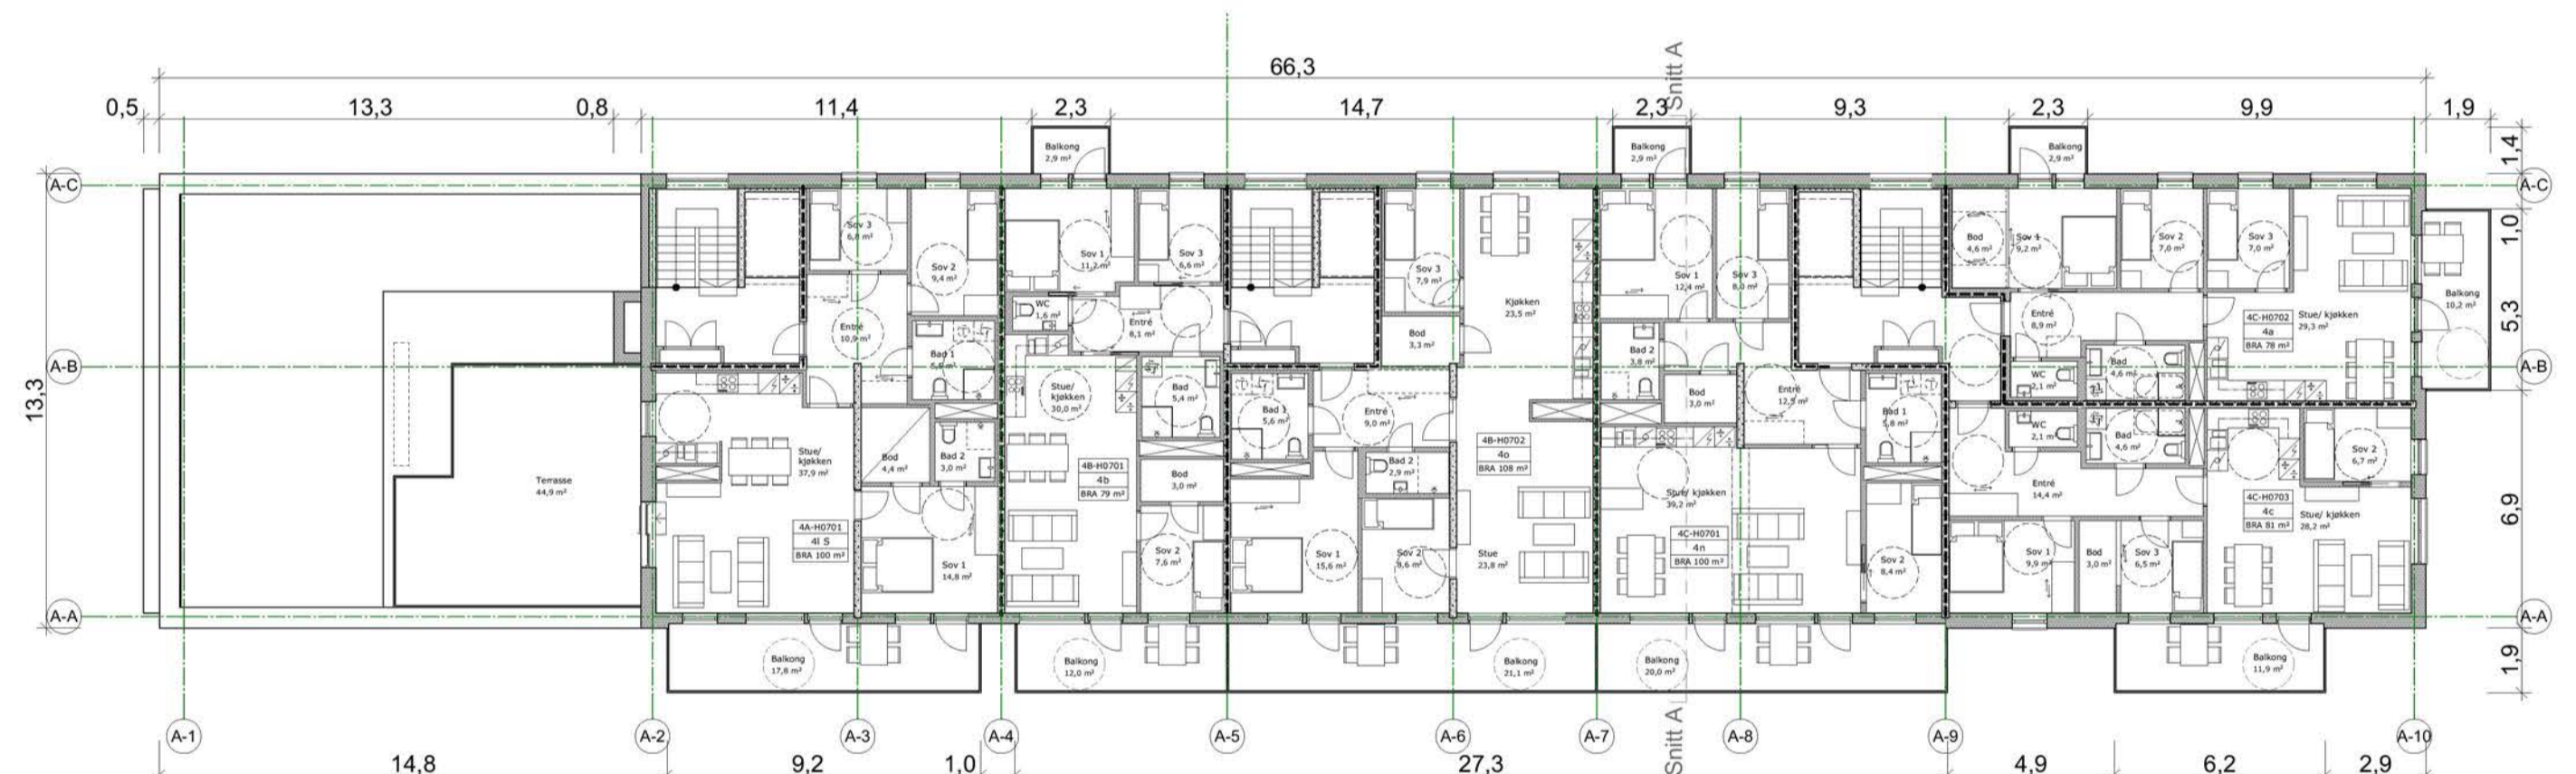 Snitt A
66,3
0,5
13,3
0,8
11,4
2,3
14,7
2,3
9,3
2,3
9,9
1,9
Balkong
2,9 m²
Balkong
2,9 m²
Balkong
2,9 m²
1,4
A-C
A-C
1,0
Sov 3
6,8 m²
Sov 2
9,4 m²
Sov 1
11,2 m²
Sov 3
6,6 m²
Sov 3
7,9 m²
Kjøkken
23,5 m²
Sov 1
12,4 m²
Sov 3
8,0 m²
Bod
4,6 m²
Sov 1
9,2 m²
Sov 2
7,0 m²
Sov 3
7,0 m²
Balkong
10,2 m²
5,3
Entré
10,9 m²
WC
1,6 m²
Entré
8,1 m²
Bod
3,3 m²
Entré
8,9 m²
4C-H0702
4a
BRA 78 m²
Stue/ kjøkken
29,3 m²
A-B
A-B
Bad 1
Bad 2
3,8 m²
13,3
Stue/
kjøkken
30,0 m²
Bad
5,4 m²
Bad 1
5,6 m²
Entré
9,0 m²
Bod
3,0 m²
Entré
12,5 m²
Bad 1
5,8 m²
WC
2,1 m²
Bad
4,6 m²
Stue/
kjøkken
37,9 m²
Bod
4,4 m²
Bad 2
3,0 m²
4B-H0701
4b
BRA 79 m²
Bod
3,0 m²
Bad 2
2,9 m²
4B-H0702
4o
BRA 108 m²
WC
2,1 m²
Bad
4,6 m²
Sov 2
6,7 m²
Terrasse
44,9 m²
Stue/ kjøkken
39,2 m²
Entré
14,4 m²
4C-H0703
4c
BRA 81 m²
Stue/ kjøkken
28,2 m²
6,9
4A-H0701
4l S
BRA 100 m²
Sov 1
14,8 m²
Sov 2
7,6 m²
Sov 1
15,6 m²
Sov 2
8,6 m²
Stue
23,8 m²
4C-H0701
4n
BRA 100 m²
Sov 2
8,4 m²
Sov 1
9,9 m²
Bod
3,0 m²
Sov 3
6,5 m²
A-A
A-A
Balkong
17,8 m²
Balkong
12,0 m²
Balkong
21,1 m²
Balkong
20,0 m²
Balkong
11,9 m²
1,9
Snitt A
A-1
A-2
A-3
A-4
A-5
A-6
A-7
A-8
A-9
A-10
14,8
9,2
1,0
27,3
4,9
6,2
2,9